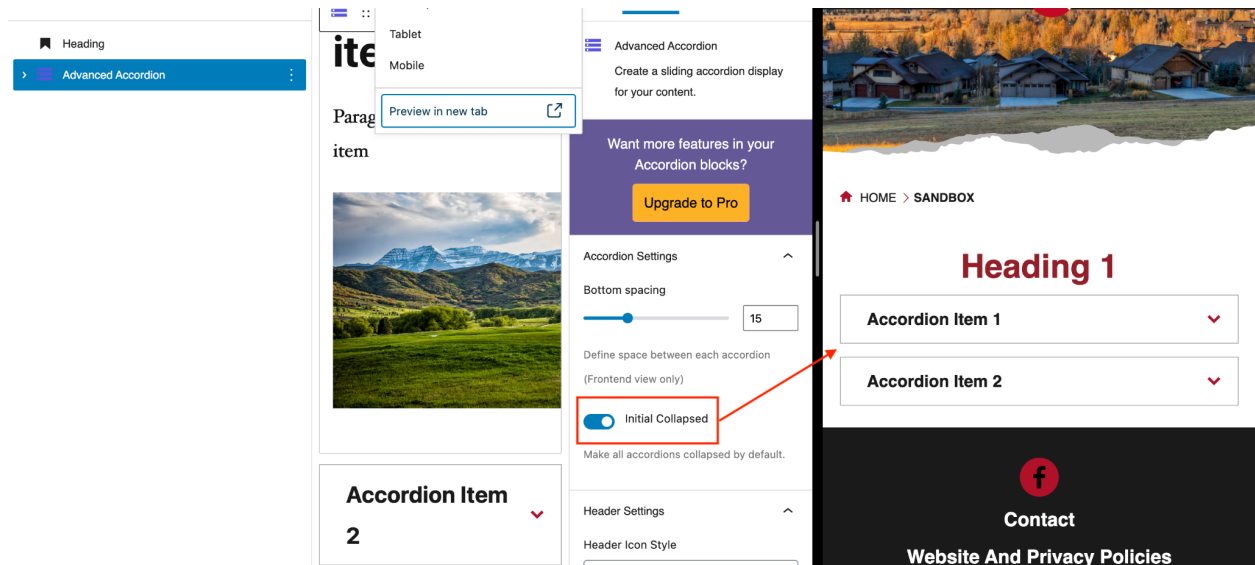 Heading
Advanced Accordion
Tablet
Mobile
Preview in new tab
ite
Parag
item
Accordion Item
2
Advanced Accordion
Create a sliding accordion display
for your content.
Want more features in your
Accordion blocks?
Upgrade to Pro
Accordion Settings
Bottom spacing
15
Define space between each accordion
(Frontend view only)
Initial Collapsed
Make all accordions collapsed by default.
Header Settings
Header Icon Style
HOME > SANDBOX
Heading 1
Accordion Item 1
Accordion Item 2
Contact
Website And Privacy Policies